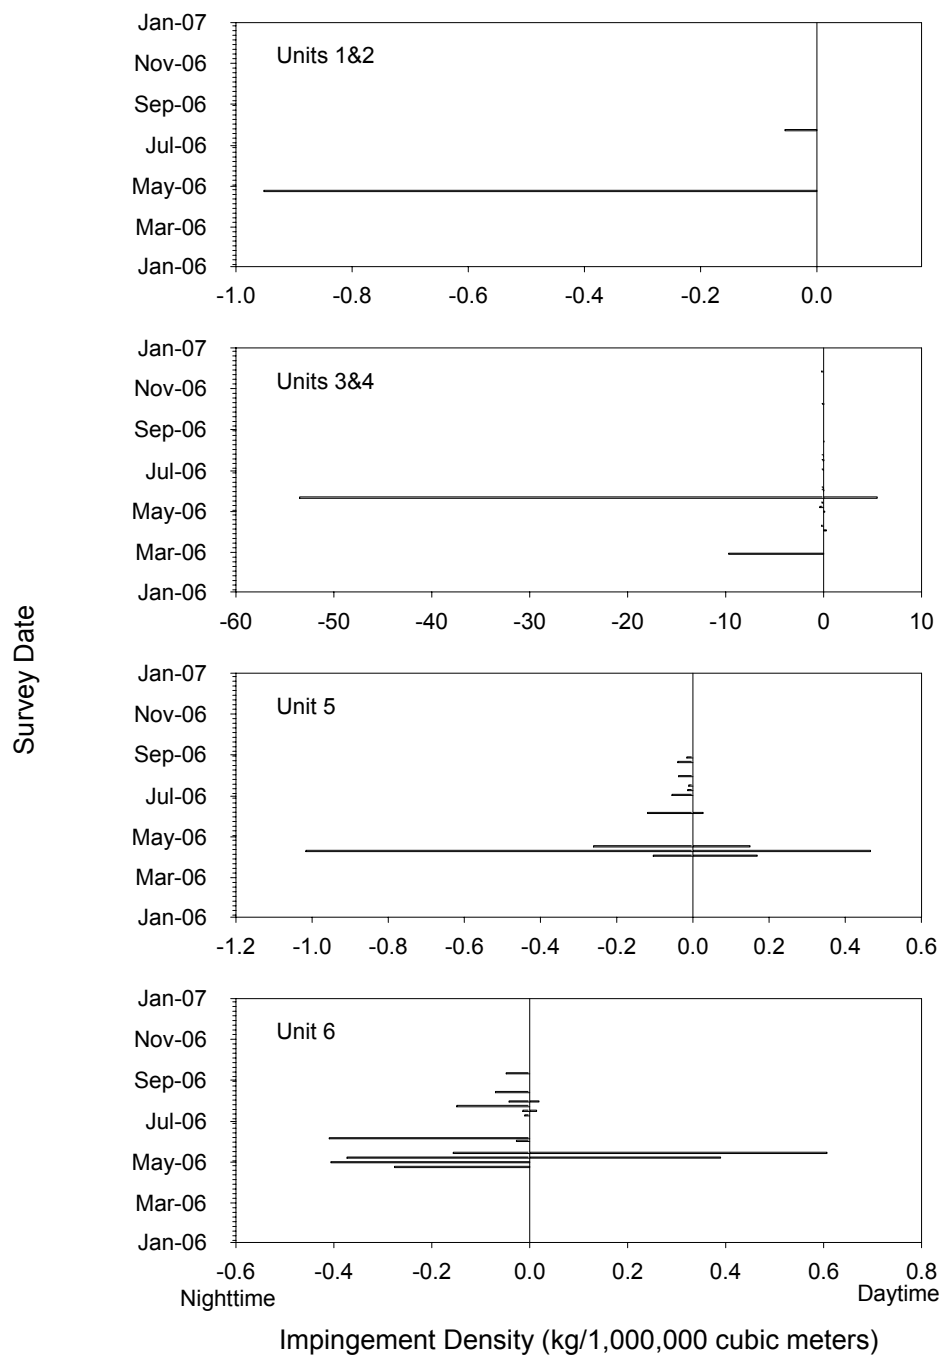 Survey Date
Units 1&2
Jan-07
Nov-06
Sep-06
Jul-06
May-06
Mar-06
Jan-06
-1.0 -0.8 -0.6 -0.4 -0.2 0.0
Units 3&4
Jan-07
Nov-06
Sep-06
Jul-06
May-06
Mar-06
Jan-06
-60 -50 -40 -30 -20 -10 0 10
Unit 5
Jan-07
Nov-06
Sep-06
Jul-06
May-06
Mar-06
Jan-06
-1.2 -1.0 -0.8 -0.6 -0.4 -0.2 0.0 0.2 0.4 0.6
Unit 6
Jan-07
Nov-06
Sep-06
Jul-06
May-06
Mar-06
Jan-06
-0.6 -0.4 -0.2 0.0 0.2 0.4 0.6 0.8
Nighttime Daytime
Impingement Density (kg/1,000,000 cubic meters)